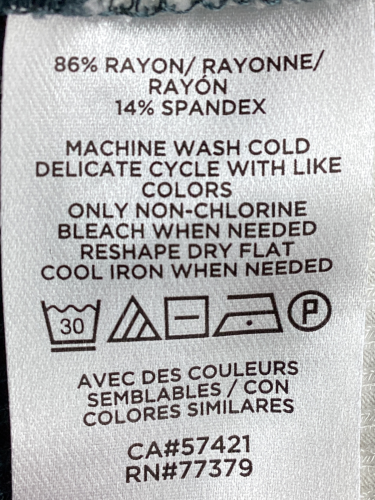 86% RAYON/ RAYONNE/
RAYÓN
14% SPANDEX
MACHINE WASH COLD
DELICATE CYCLE WITH LIKE
COLORS
ONLY NON-CHLORINE
BLEACH WHEN NEEDED
RESHAPE DRY FLAT
COOL IRON WHEN NEEDED
30 P
AVEC DES COULEURS
SEMBLABLES / CON
COLORES SIMILARES
CA#57421
RN#77379